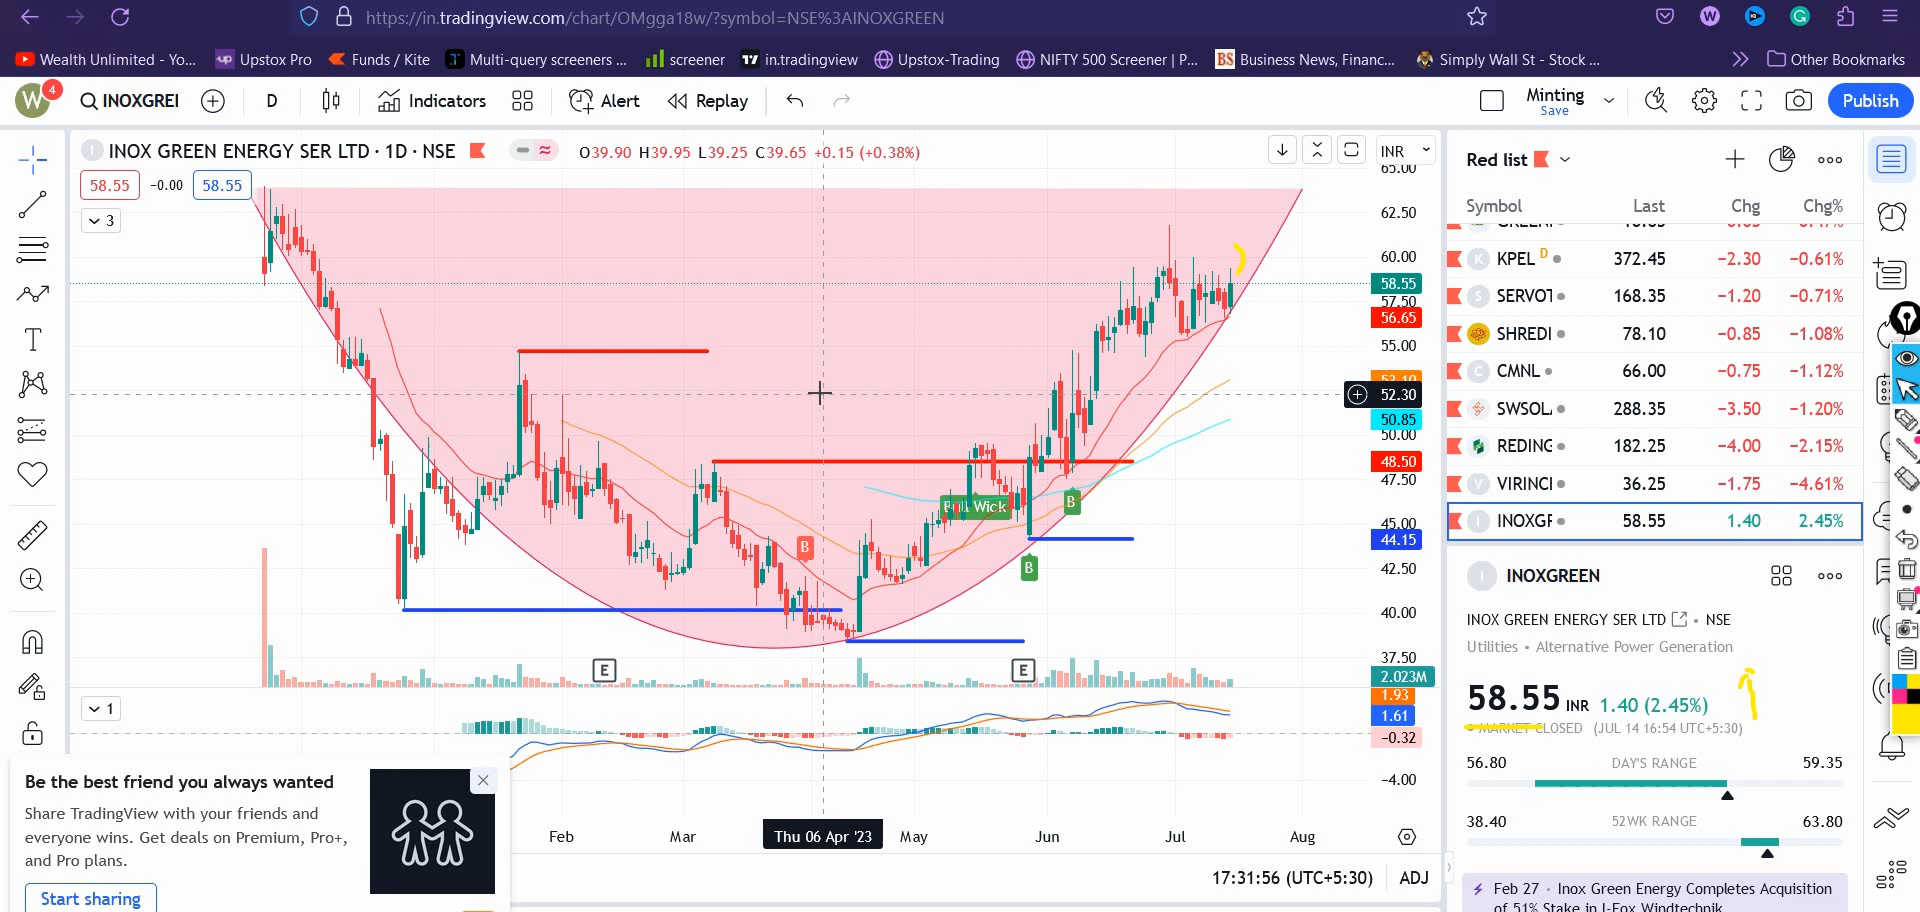 https://in.tradingview.com/chart/OMgga18w/?symbol=NSE%3AINOXGREEN
Wealth Unlimited - Yo...
Upstox Pro
Funds / Kite
Multi-query screeners ...
screener
in.tradingview
Upstox-Trading
NIFTY 500 Screener | P...
Business News, Financ...
Simply Wall St - Stock ...
Other Bookmarks
W 4
INOXGREI
D
Indicators
Alert
Replay
Minting
Save
Publish
INOX GREEN ENERGY SER LTD · 1D · NSE
O39.90 H39.95 L39.25 C39.65 +0.15 (+0.38%)
INR
58.55 −0.00 58.55
3
65.00
62.50
60.00
58.55
57.50
56.65
55.00
52.30
50.85
50.00
48.50
47.50
45.00
44.15
42.50
40.00
37.50
2.023M
1.93
1.61
−0.32
−4.00
B
B
B
E
E
1
Feb
Mar
Thu 06 Apr '23
May
Jun
Jul
Aug
17:31:56 (UTC+5:30)
ADJ
Be the best friend you always wanted
Share TradingView with your friends and
everyone wins. Get deals on Premium, Pro+,
and Pro plans.
Start sharing
Red list
Symbol Last Chg Chg%
KPEL D 372.45 −2.30 −0.61%
SERVOT 168.35 −1.20 −0.71%
SHREDI 78.10 −0.85 −1.08%
CMNL 66.00 −0.75 −1.12%
SWSOL 288.35 −3.50 −1.20%
REDING 182.25 −4.00 −2.15%
VIRINCI 36.25 −1.75 −4.61%
INOXGF 58.55 1.40 2.45%
INOXGREEN
INOX GREEN ENERGY SER LTD • NSE
Utilities • Alternative Power Generation
58.55 INR 1.40 (2.45%)
MARKET CLOSED (JUL 14 16:54 UTC+5:30)
56.80 DAY'S RANGE 59.35
38.40 52WK RANGE 63.80
Feb 27 · Inox Green Energy Completes Acquisition
of 51% Stake in I-Fox Windtechnik